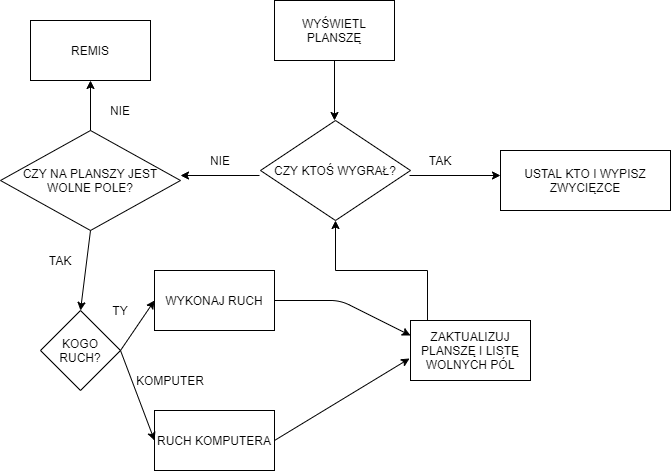 WYŚWIETL
PLANSZĘ
REMIS
NIE
CZY NA PLANSZY JEST
WOLNE POLE?
NIE
CZY KTOŚ WYGRAŁ?
TAK
USTAL KTO I WYPISZ
ZWYCIĘZCE
TAK
KOGO
RUCH?
TY
WYKONAJ RUCH
KOMPUTER
RUCH KOMPUTERA
ZAKTUALIZUJ
PLANSZĘ I LISTĘ
WOLNYCH PÓL